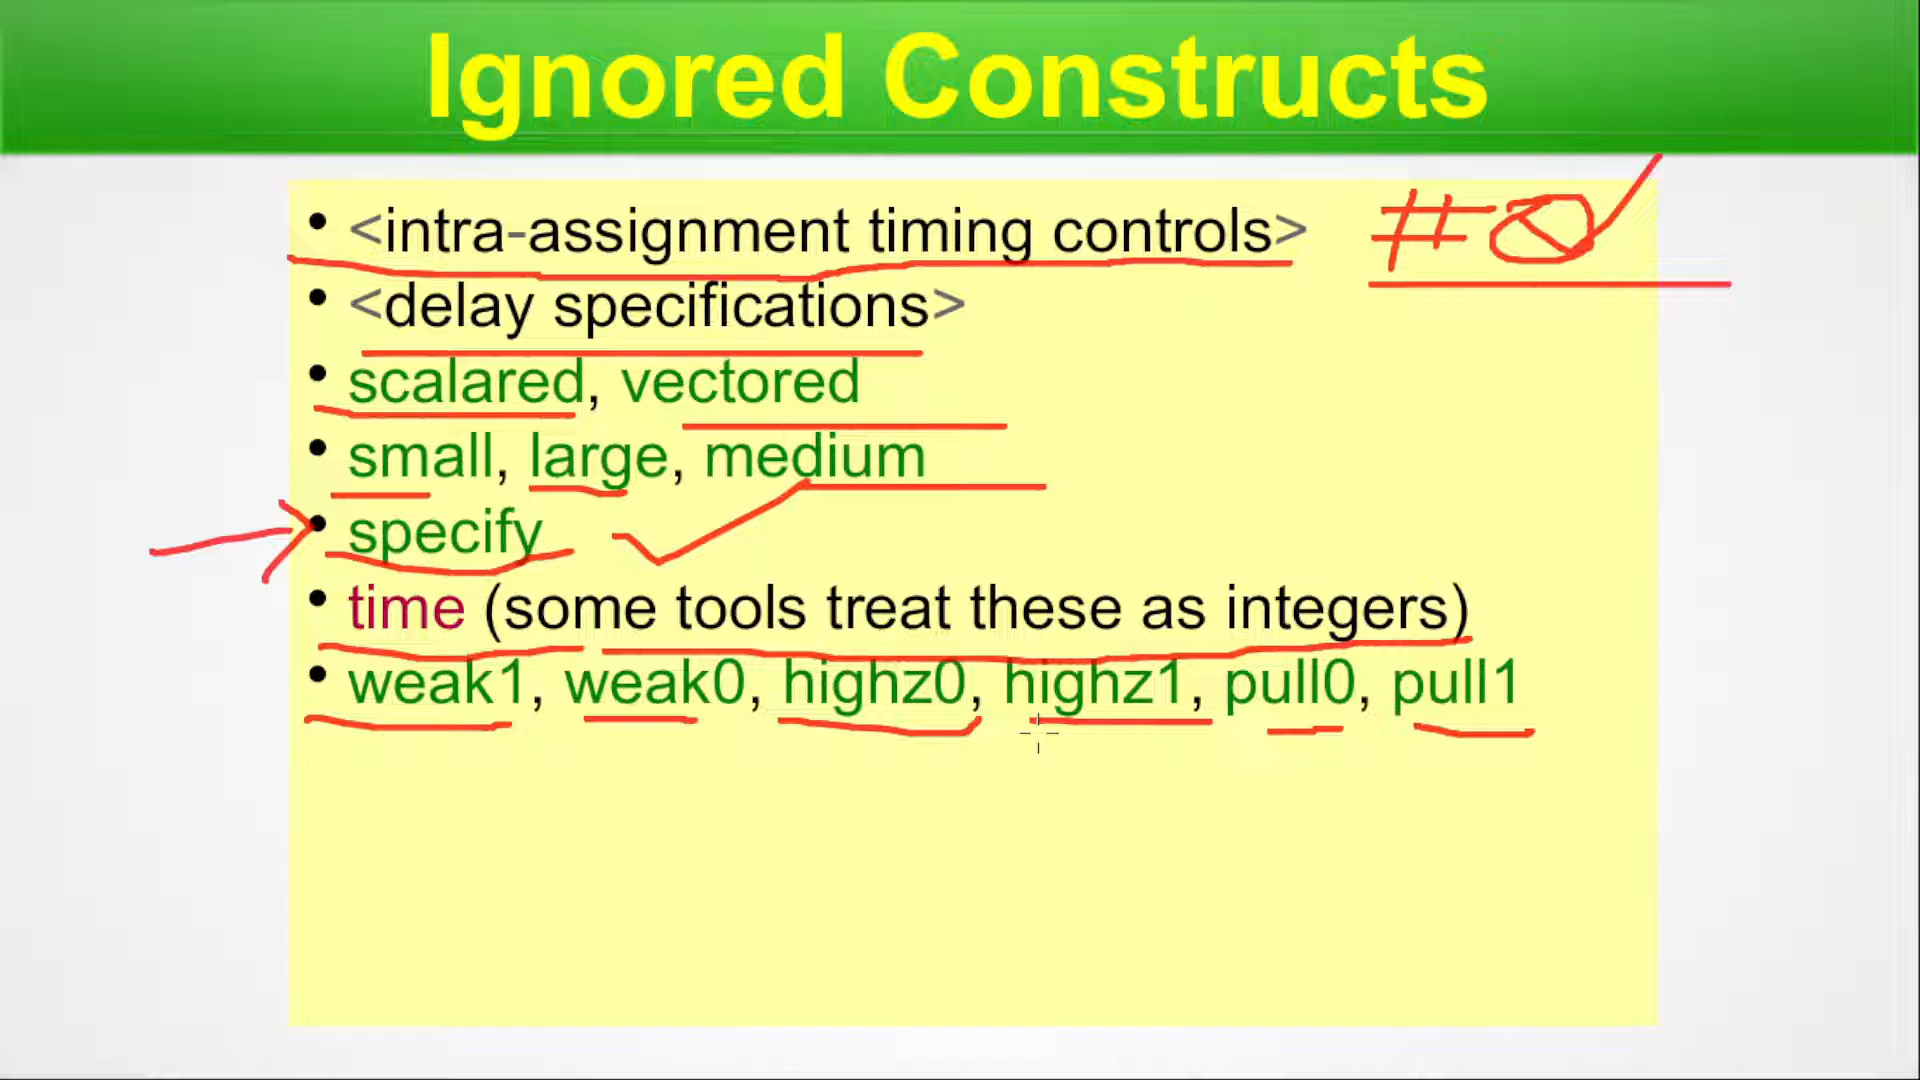 Ignored Constructs
• <intra-assignment timing controls> #0
• <delay specifications>
• scalared, vectored
• small, large, medium
• specify
• time (some tools treat these as integers)
• weak1, weak0, highz0, highz1, pull0, pull1